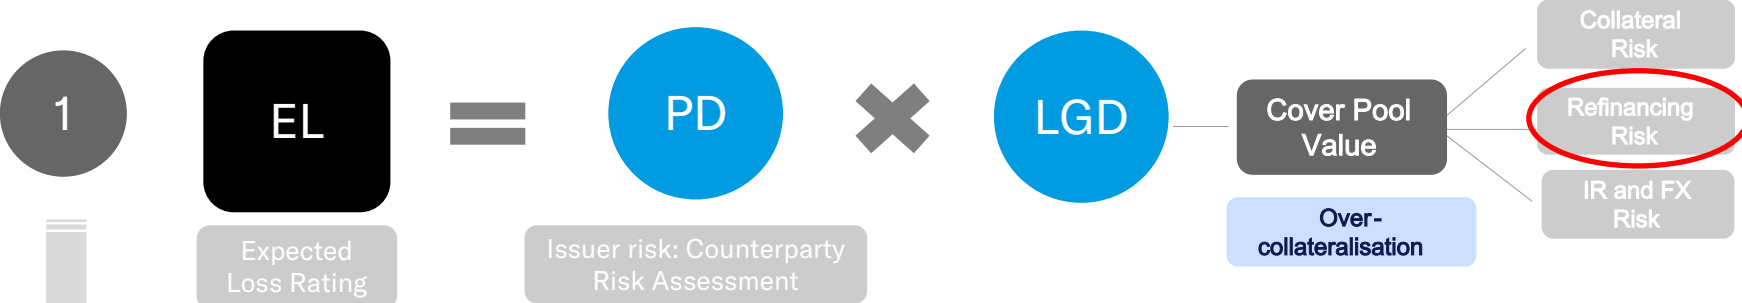 1
EL
PD
LGD
Cover Pool
Value
Collateral
Risk
Refinancing
Risk
IR and FX
Risk
Over-
collateralisation
Expected
Loss Rating
Issuer risk: Counterparty
Risk Assessment